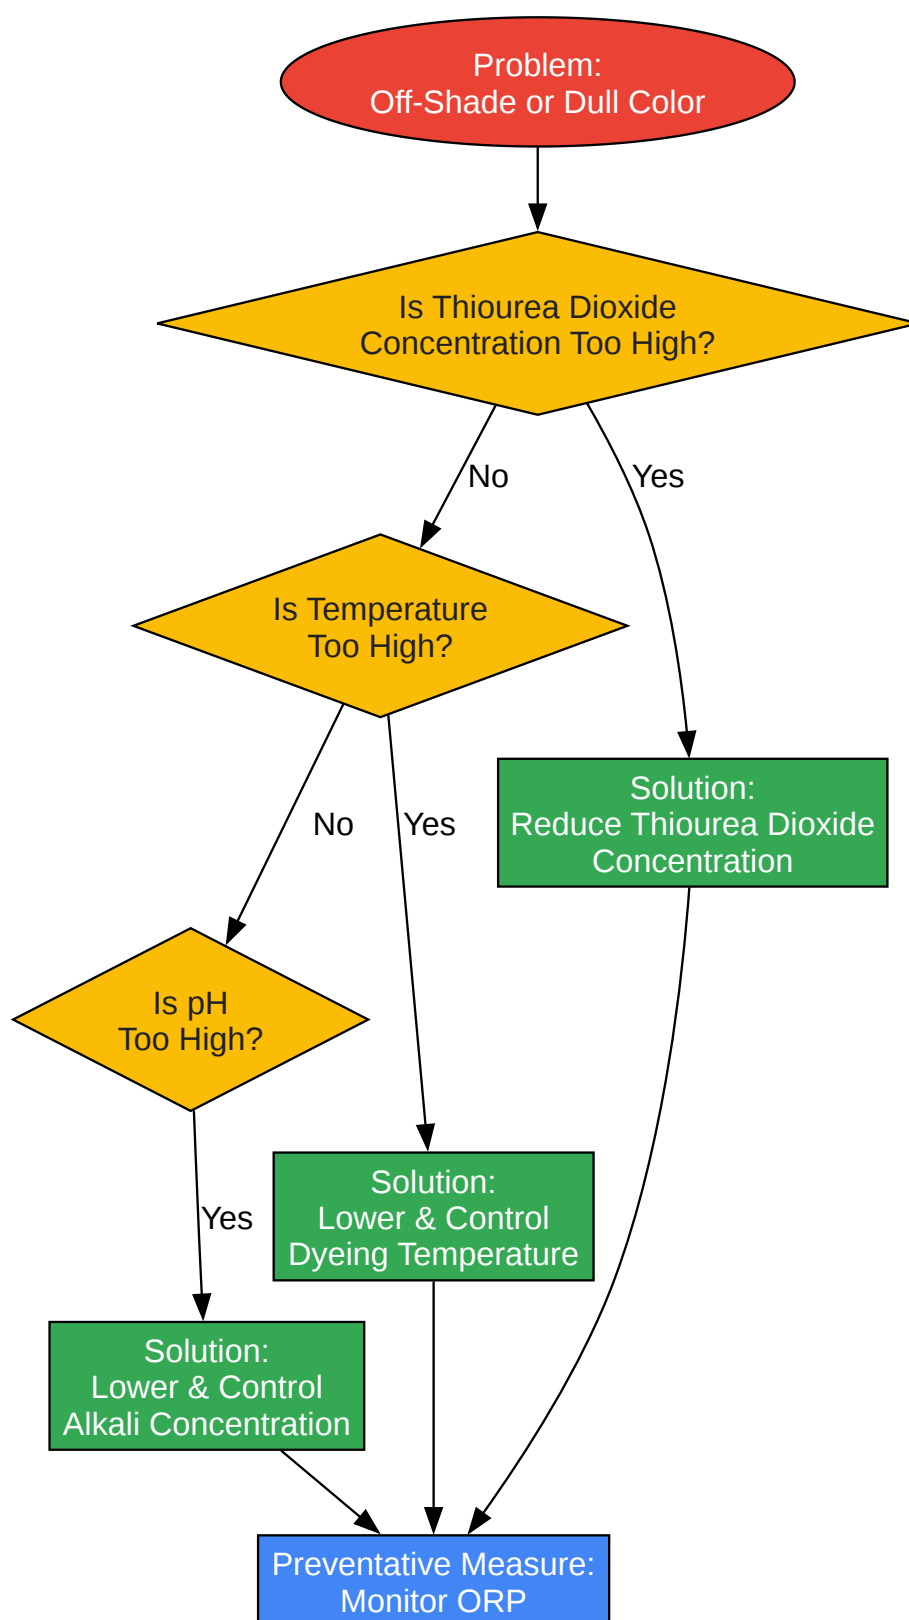 Problem:
Off-Shade or Dull Color
Is Thiourea Dioxide
Concentration Too High?
No
Yes
Is Temperature
Too High?
Solution:
Reduce Thiourea Dioxide
Concentration
No
Yes
Is pH
Too High?
Solution:
Lower & Control
Dyeing Temperature
Yes
Solution:
Lower & Control
Alkali Concentration
Preventative Measure:
Monitor ORP